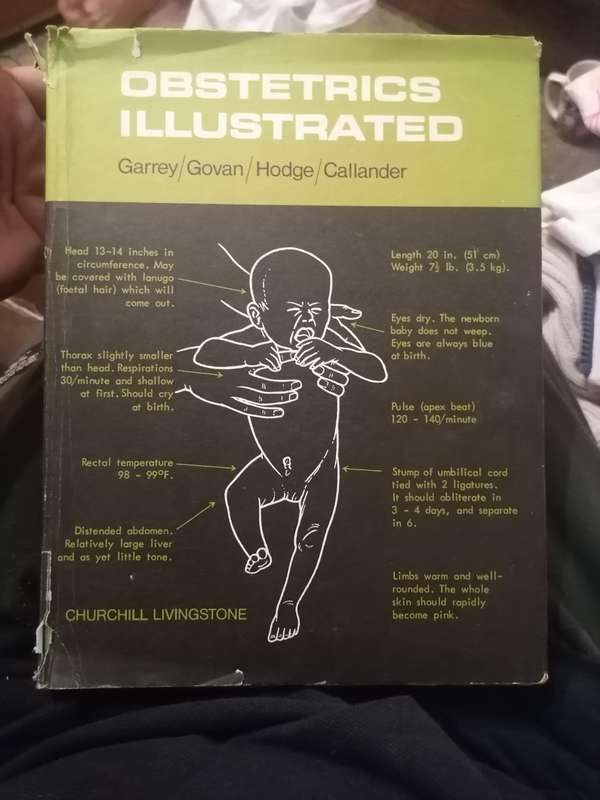 OBSTETRICS
ILLUSTRATED
Garrey/Govan/Hodge/Callander
Head 13-14 inches in
circumference. May
be covered with lanugo
(foetal hair) which will
come out.
Thorax slightly smaller
than head. Respirations
30/minute and shallow
at first. Should cry
at birth.
Rectal temperature
98 - 99°F.
Distended abdomen.
Relatively large liver
and as yet little tone.
CHURCHILL LIVINGSTONE
Length 20 in. (51 cm)
Weight 7½ lb. (3.5 kg).
Eyes dry. The newborn
baby does not weep.
Eyes are always blue
at birth.
Pulse (apex beat)
120 - 140/minute
Stump of umbilical cord
tied with 2 ligatures.
It should obliterate in
3 - 4 days, and separate
in 6.
Limbs warm and well-
rounded. The whole
skin should rapidly
become pink.